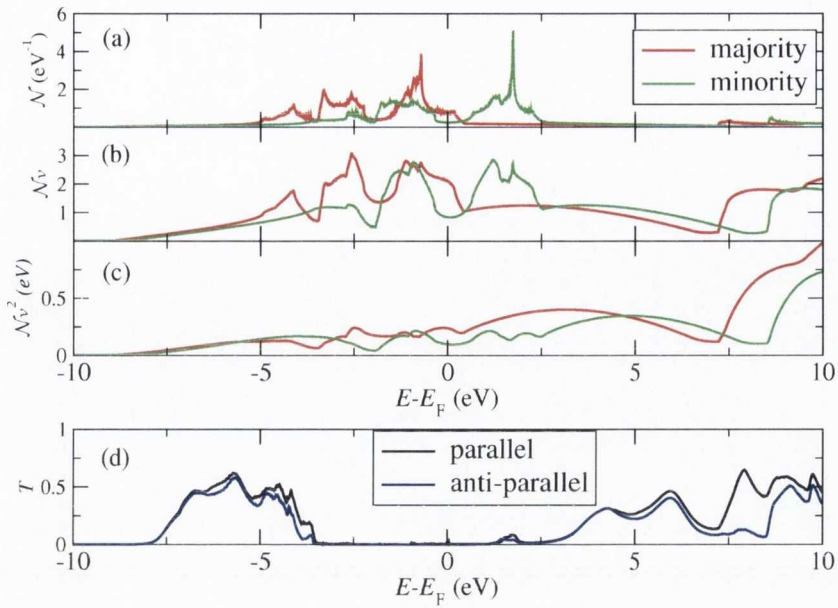 6
4
2
(a)
𝒩 (eV⁻¹)
majority
minority
3
2
1
(b)
𝒩v
0.5
0
(c)
𝒩v² (eV)
-10 -5 0 5 10
E-E_F (eV)
1
0.5
0
(d)
T
parallel
anti-parallel
-10 -5 0 5 10
E-E_F (eV)